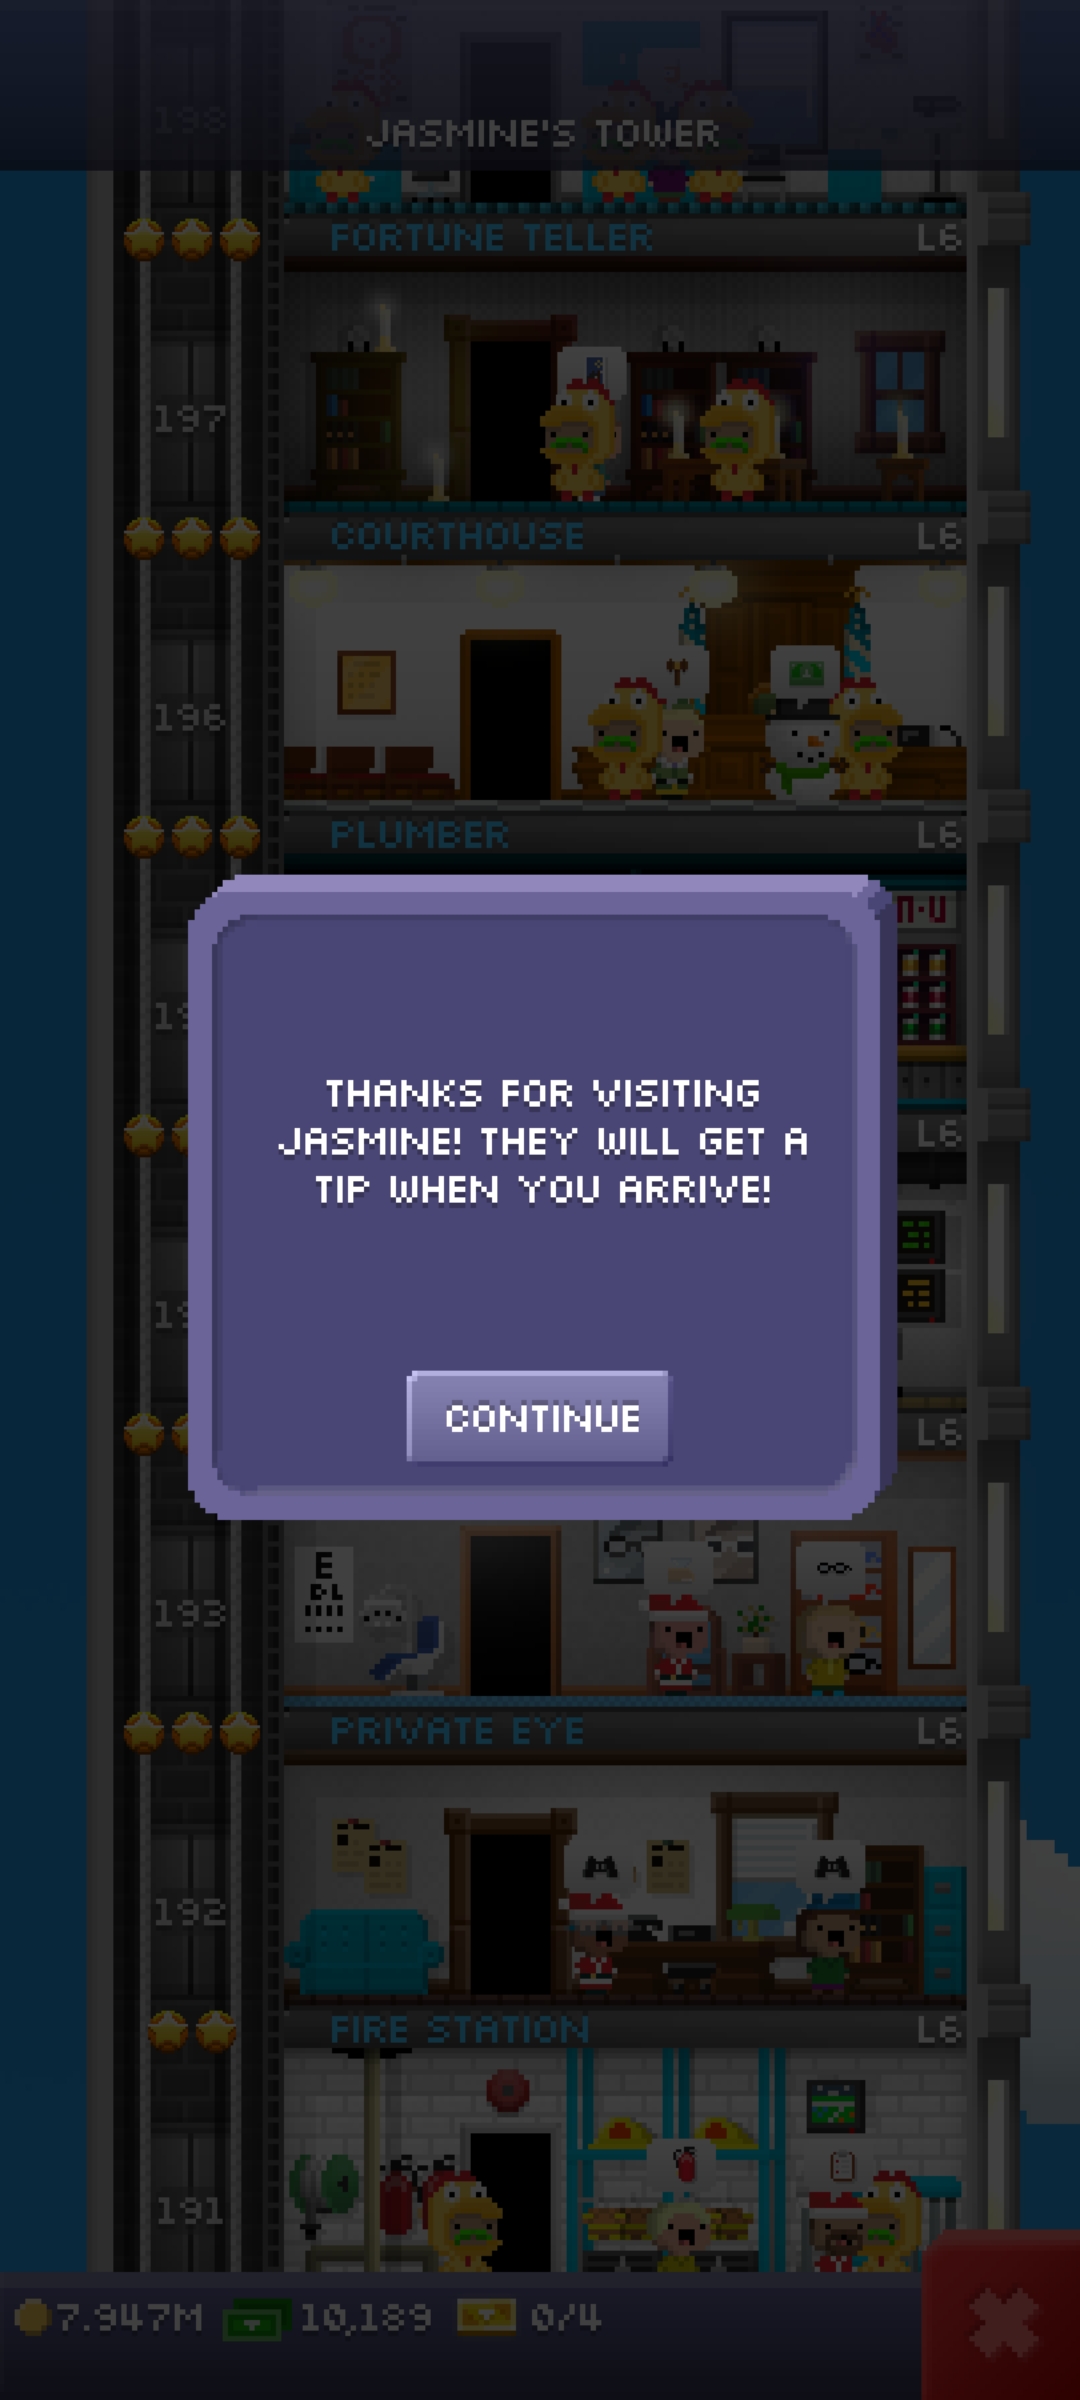 198
JASMINE'S TOWER
FORTUNE TELLER L6
197
COURTHOUSE L6
196
PLUMBER L6
L6
THANKS FOR VISITING
JASMINE! THEY WILL GET A
TIP WHEN YOU ARRIVE!
CONTINUE
L6
E
DL
193
PRIVATE EYE L6
192
FIRE STATION L6
191
7.947M 10,189 0/4